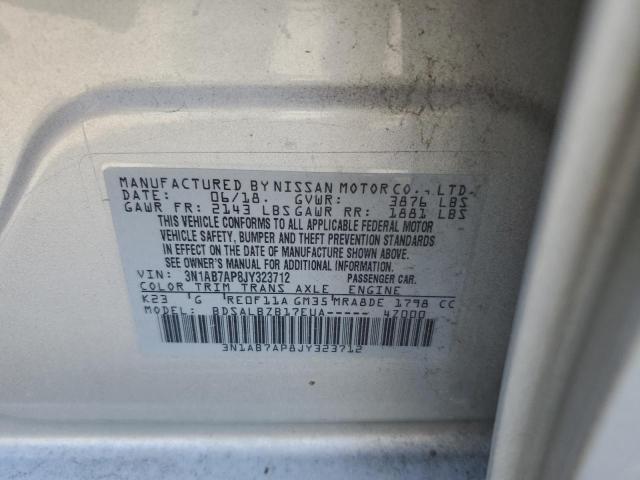 MANUFACTURED BY NISSAN MOTOR CO., LTD.
DATE: 06/18. GVWR: 3876 LBS
GAWR FR: 2143 LBS GAWR RR: 1881 LBS
THIS VEHICLE CONFORMS TO ALL APPLICABLE FEDERAL MOTOR
VEHICLE SAFETY, BUMPER AND THEFT PREVENTION STANDARDS
IN EFFECT ON THE DATE OF MANUFACTURE SHOWN ABOVE.
SEE OWNER'S MANUAL FOR ADDITIONAL INFORMATION.
VIN: 3N1AB7AP8JY323712 PASSENGER CAR.
COLOR TRIM TRANS AXLE ENGINE
K23 G RE0F11A GM35 MRA8DE 1798 CC
BDSALBZB17EUA----- 47000
3N1AB7AP8JY323712